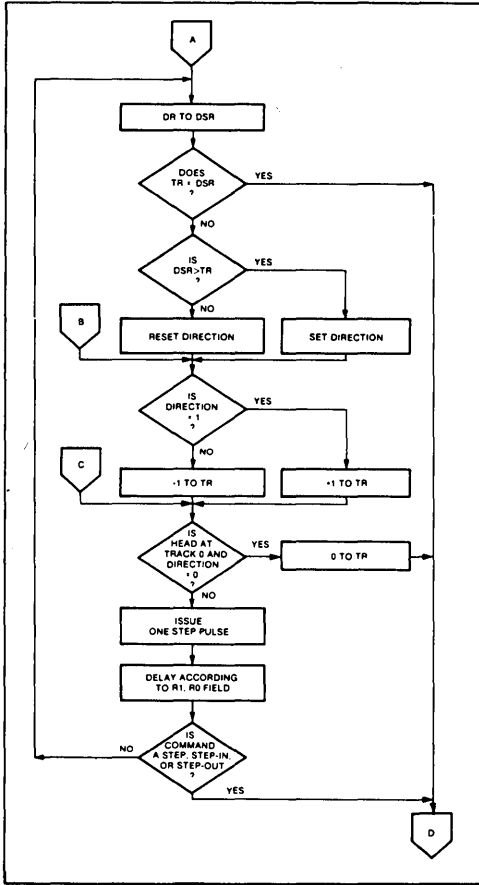 A
DR TO DSR
DOES
TR = DSR
?
YES
NO
IS
DSR>TR
?
YES
NO
B
RESET DIRECTION
SET DIRECTION
IS
DIRECTION
= 1
?
YES
NO
C
-1 TO TR
+1 TO TR
IS
HEAD AT
TRACK 0 AND
DIRECTION
= 0
?
YES
0 TO TR
NO
ISSUE
ONE STEP PULSE
DELAY ACCORDING
TO R1, R0 FIELD
IS
COMMAND
A STEP, STEP-IN,
OR STEP-OUT
?
NO
YES
D